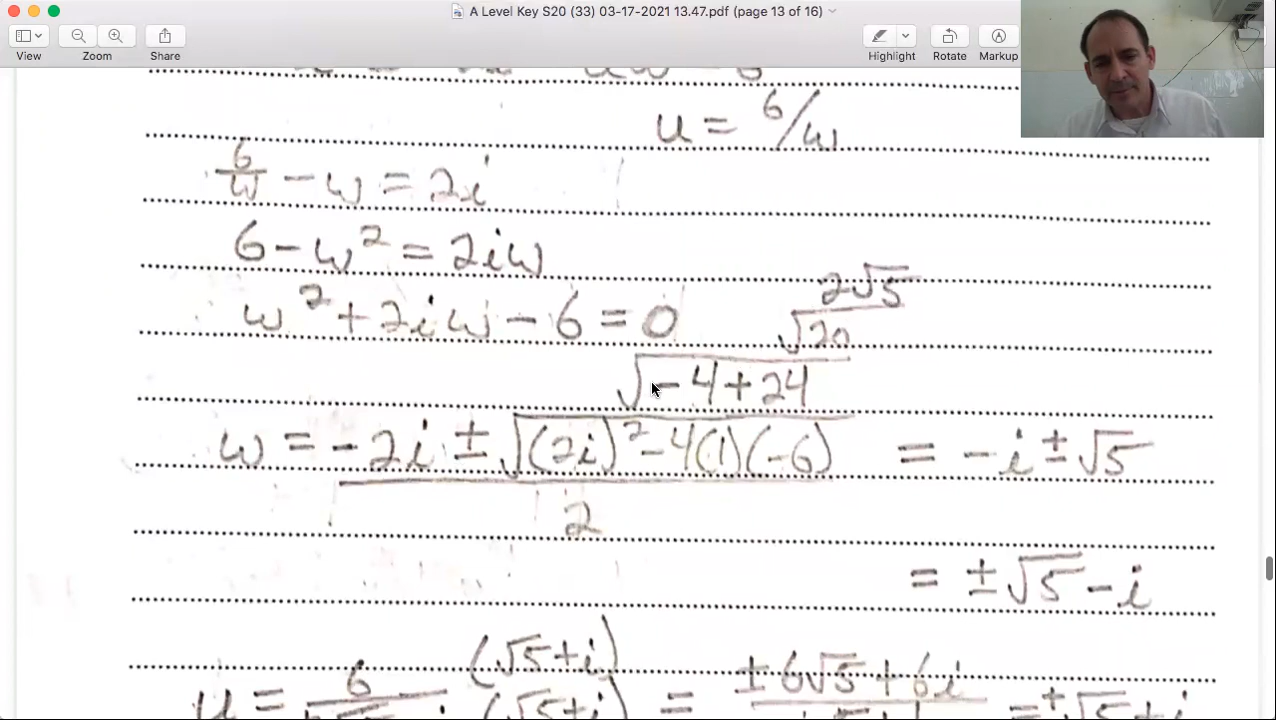 A Level Key S20 (33) 03-17-2021 13.47.pdf (page 13 of 16)
View Zoom Share Highlight Rotate Markup
u = 6/w
6/w - w = 2i
6 - w² = 2iw
w² + 2iw - 6 = 0
2√5
√20
√-4+24
w = -2i ± √(2i)² - 4(1)(-6) = -i ± √5
2
= ±√5 - i
(√5+i)
u = 6 · (√5+i) = ±6√5+6i = ±√5+i